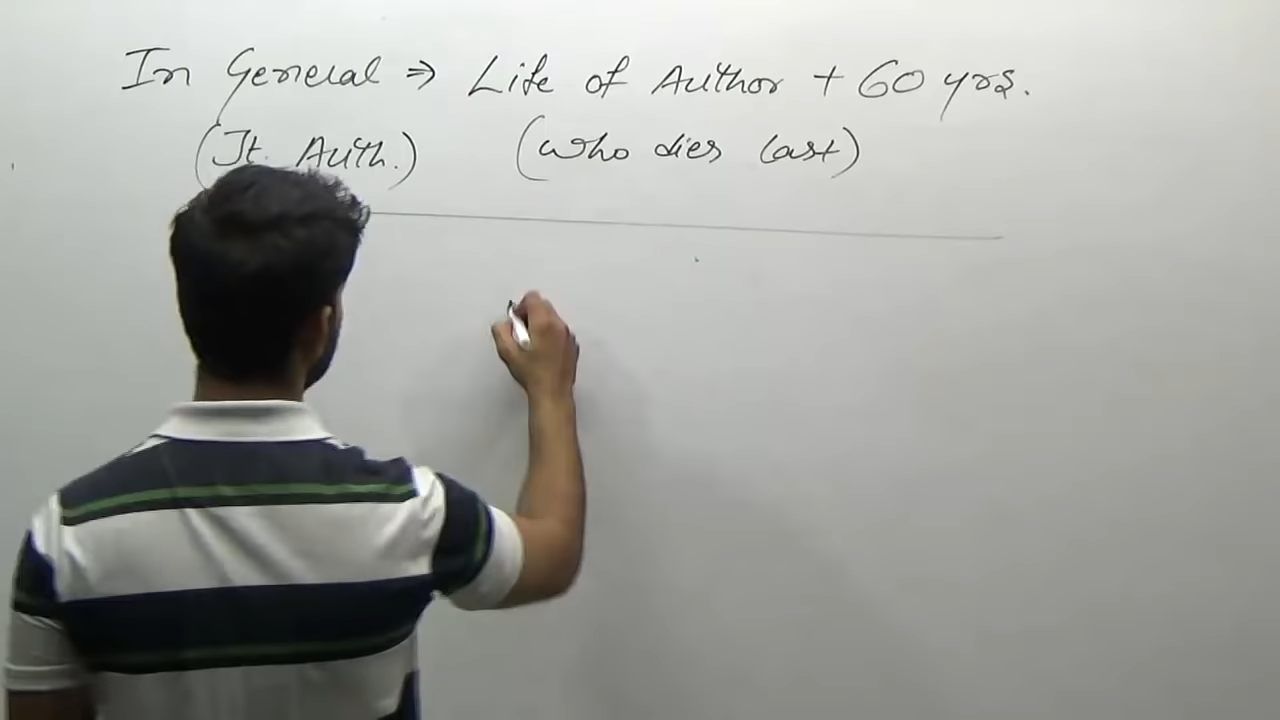 In General ⇒ Life of Author + 60 yrs.
(Jt. Auth.) (who dies last)